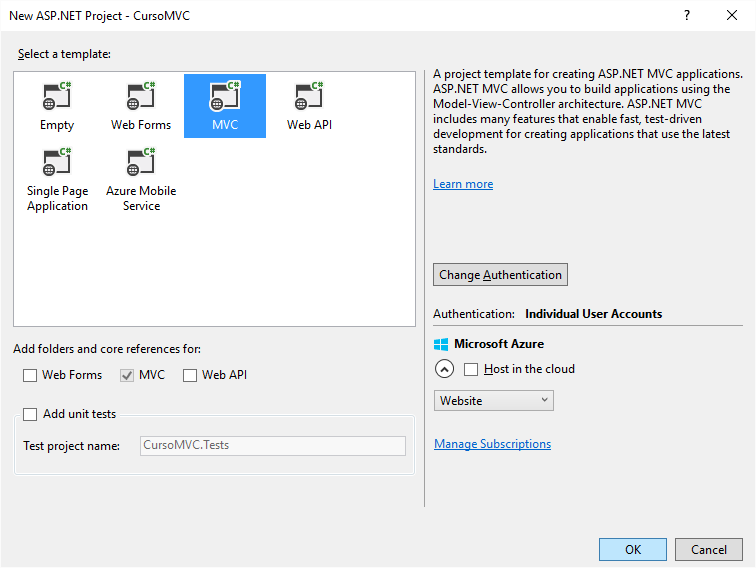 New ASP.NET Project - CursoMVC
?
Select a template:
C#
C#
C#
C#
Empty
Web Forms
MVC
Web API
C#
C#
Single Page
Application
Azure Mobile
Service
A project template for creating ASP.NET MVC applications.
ASP.NET MVC allows you to build applications using the
Model-View-Controller architecture. ASP.NET MVC
includes many features that enable fast, test-driven
development for creating applications that use the latest
standards.
Learn more
Change Authentication
Authentication: Individual User Accounts
Microsoft Azure
Host in the cloud
Website
Manage Subscriptions
Add folders and core references for:
Web Forms
MVC
Web API
Add unit tests
Test project name: CursoMVC.Tests
OK
Cancel